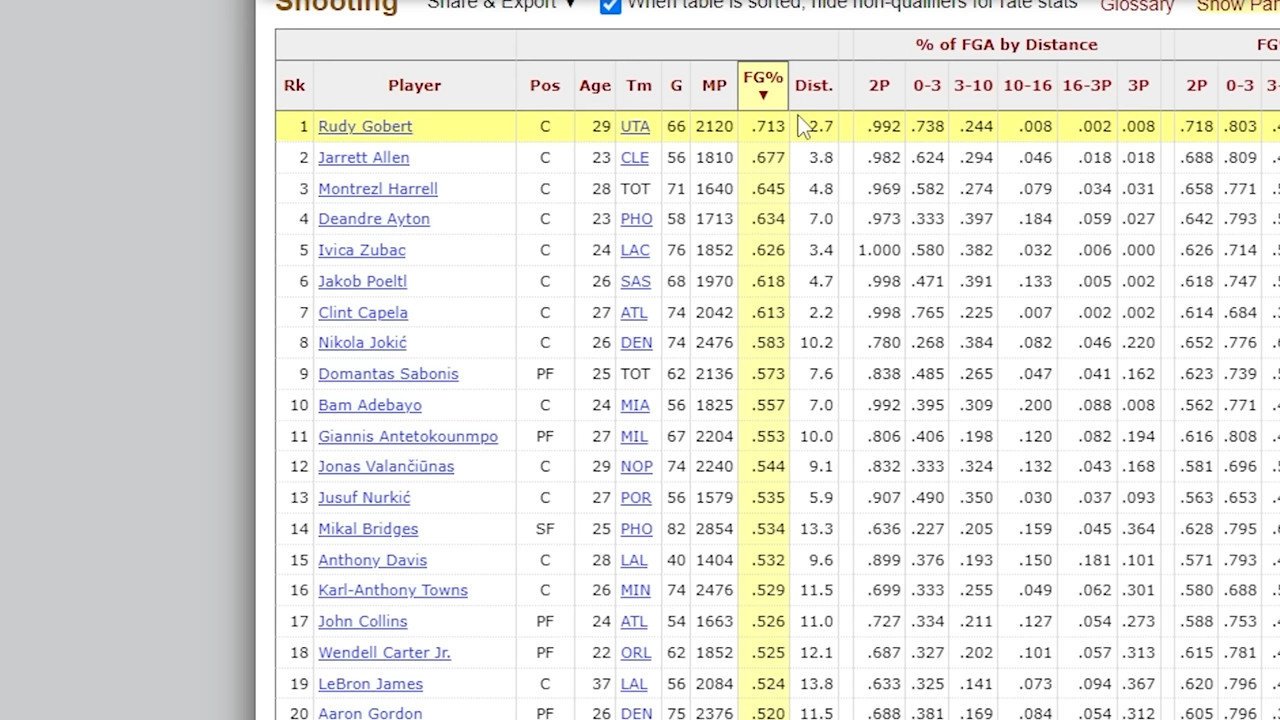 Shooting Share & Export ▼ When table is sorted, hide non-qualifiers for rate stats Glossary Show Par
% of FGA by Distance FG
Rk Player Pos Age Tm G MP FG% ▼ Dist. 2P 0-3 3-10 10-16 16-3P 3P 2P 0-3 3-
1 Rudy Gobert C 29 UTA 66 2120 .713 2.7 .992 .738 .244 .008 .002 .008 .718 .803
2 Jarrett Allen C 23 CLE 56 1810 .677 3.8 .982 .624 .294 .046 .018 .018 .688 .809
3 Montrezl Harrell C 28 TOT 71 1640 .645 4.8 .969 .582 .274 .079 .034 .031 .658 .771
4 Deandre Ayton C 23 PHO 58 1713 .634 7.0 .973 .333 .397 .184 .059 .027 .642 .793
5 Ivica Zubac C 24 LAC 76 1852 .626 3.4 1.000 .580 .382 .032 .006 .000 .626 .714
6 Jakob Poeltl C 26 SAS 68 1970 .618 4.7 .998 .471 .391 .133 .005 .002 .618 .747
7 Clint Capela C 27 ATL 74 2042 .613 2.2 .998 .765 .225 .007 .002 .002 .614 .684
8 Nikola Jokić C 26 DEN 74 2476 .583 10.2 .780 .268 .384 .082 .046 .220 .652 .776
9 Domantas Sabonis PF 25 TOT 62 2136 .573 7.6 .838 .485 .265 .047 .041 .162 .623 .739
10 Bam Adebayo C 24 MIA 56 1825 .557 7.0 .992 .395 .309 .200 .088 .008 .562 .771
11 Giannis Antetokounmpo PF 27 MIL 67 2204 .553 10.0 .806 .406 .198 .120 .082 .194 .616 .808
12 Jonas Valančiūnas C 29 NOP 74 2240 .544 9.1 .832 .333 .324 .132 .043 .168 .581 .696
13 Jusuf Nurkić C 27 POR 56 1579 .535 5.9 .907 .490 .350 .030 .037 .093 .563 .653
14 Mikal Bridges SF 25 PHO 82 2854 .534 13.3 .636 .227 .205 .159 .045 .364 .628 .795
15 Anthony Davis C 28 LAL 40 1404 .532 9.6 .899 .376 .193 .150 .181 .101 .571 .793
16 Karl-Anthony Towns C 26 MIN 74 2476 .529 11.5 .699 .333 .255 .049 .062 .301 .580 .688
17 John Collins PF 24 ATL 54 1663 .526 11.0 .727 .334 .211 .127 .054 .273 .588 .753
18 Wendell Carter Jr. PF 22 ORL 62 1852 .525 12.1 .687 .327 .202 .101 .057 .313 .615 .781
19 LeBron James C 37 LAL 56 2084 .524 13.8 .633 .325 .141 .073 .094 .367 .620 .796
20 Aaron Gordon PF 26 DEN 75 2376 .520 11.5 .688 .381 .169 .084 .054 .312 .605 .796